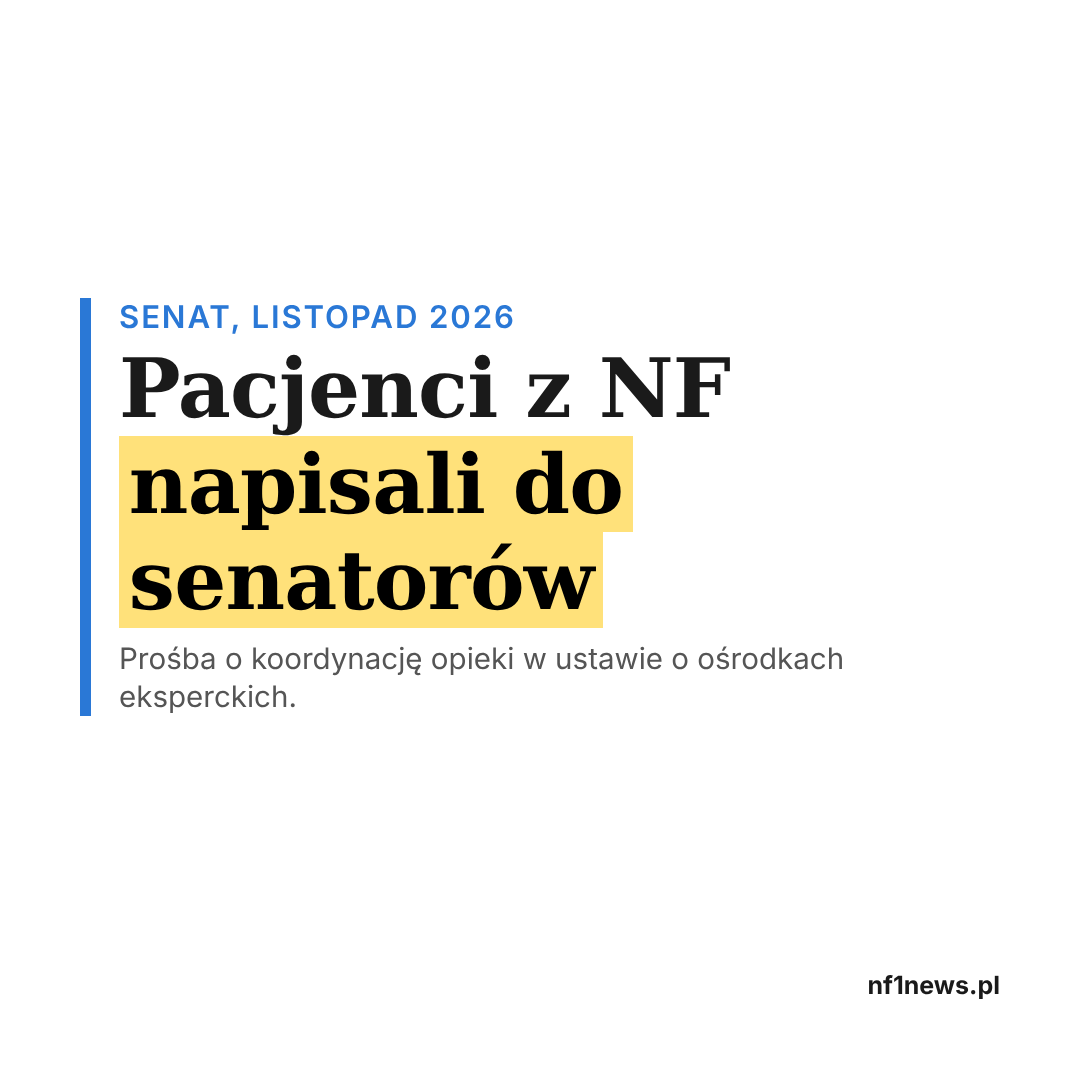 SENAT, LISTOPAD 2026
Pacjenci z NF
napisali do
senatorów
Prośba o koordynację opieki w ustawie o ośrodkach
eksperckich.
nf1news.pl